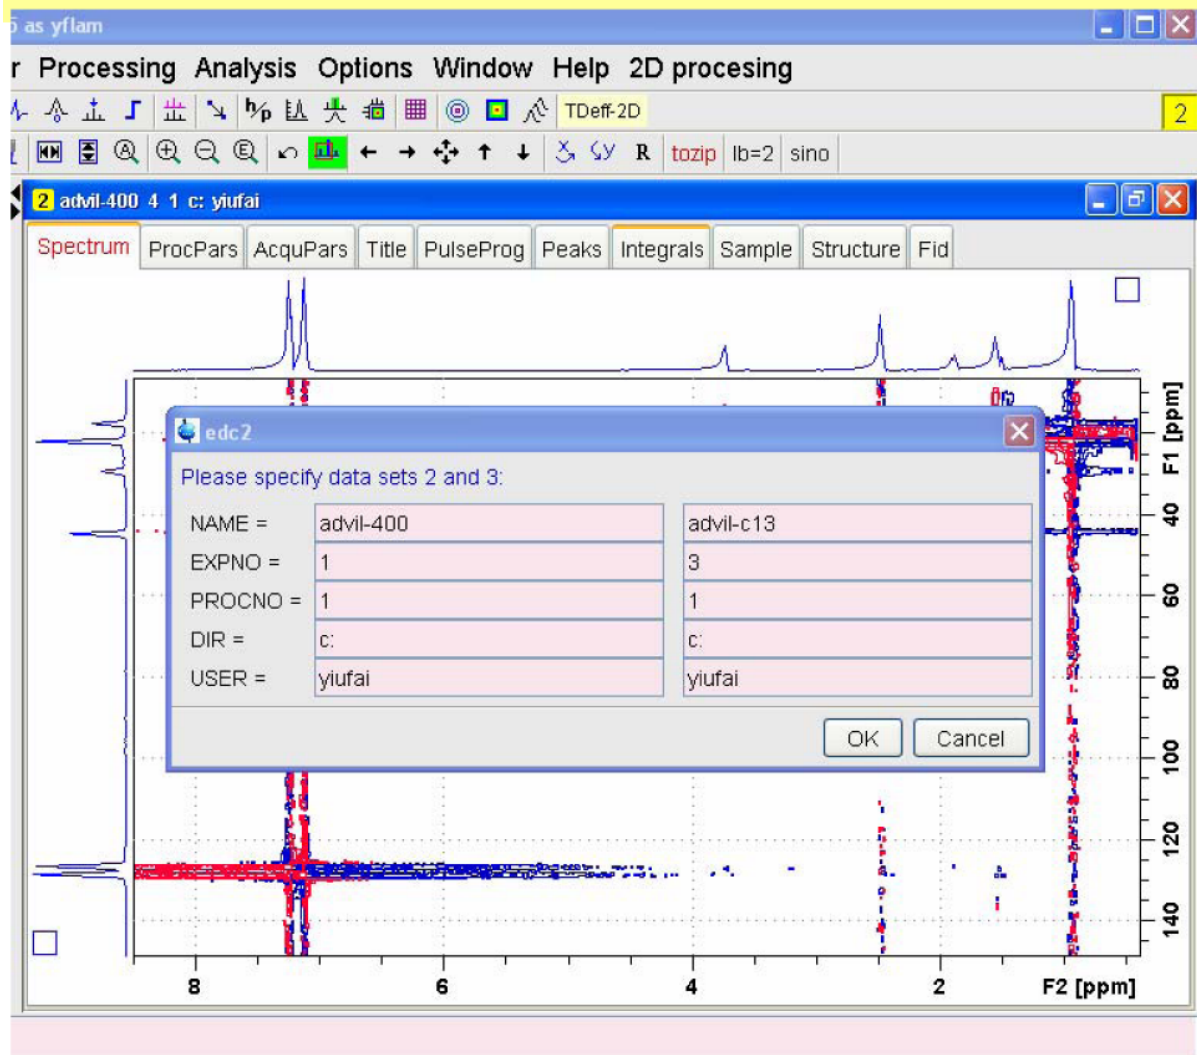 5 as yflam
r Processing Analysis Options Window Help 2D procesing
h/p TDeff-2D 2
R tozip lb=2 sino
2 advil-400 4 1 c: yiufai
Spectrum ProcPars AcquPars Title PulseProg Peaks Integrals Sample Structure Fid
edc2
Please specify data sets 2 and 3:
NAME = advil-400 advil-c13
EXPNO = 1 3
PROCNO = 1 1
DIR = c: c:
USER = yiufai yiufai
OK Cancel
F1 [ppm]
40
60
80
100
120
140
8 6 4 2 F2 [ppm]